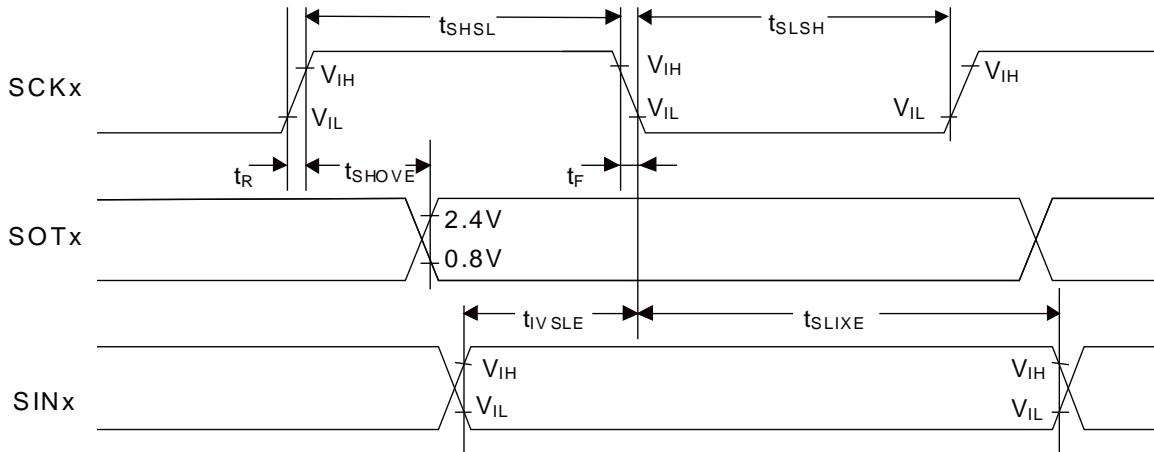 tSHSL tSLSH
SCKx VIH VIH VIH
VIL VIL VIL
tR tSHOVE tF
SOTx 2.4V
0.8V
tIVSLE tSLIXE
SINx VIH VIH
VIL VIL